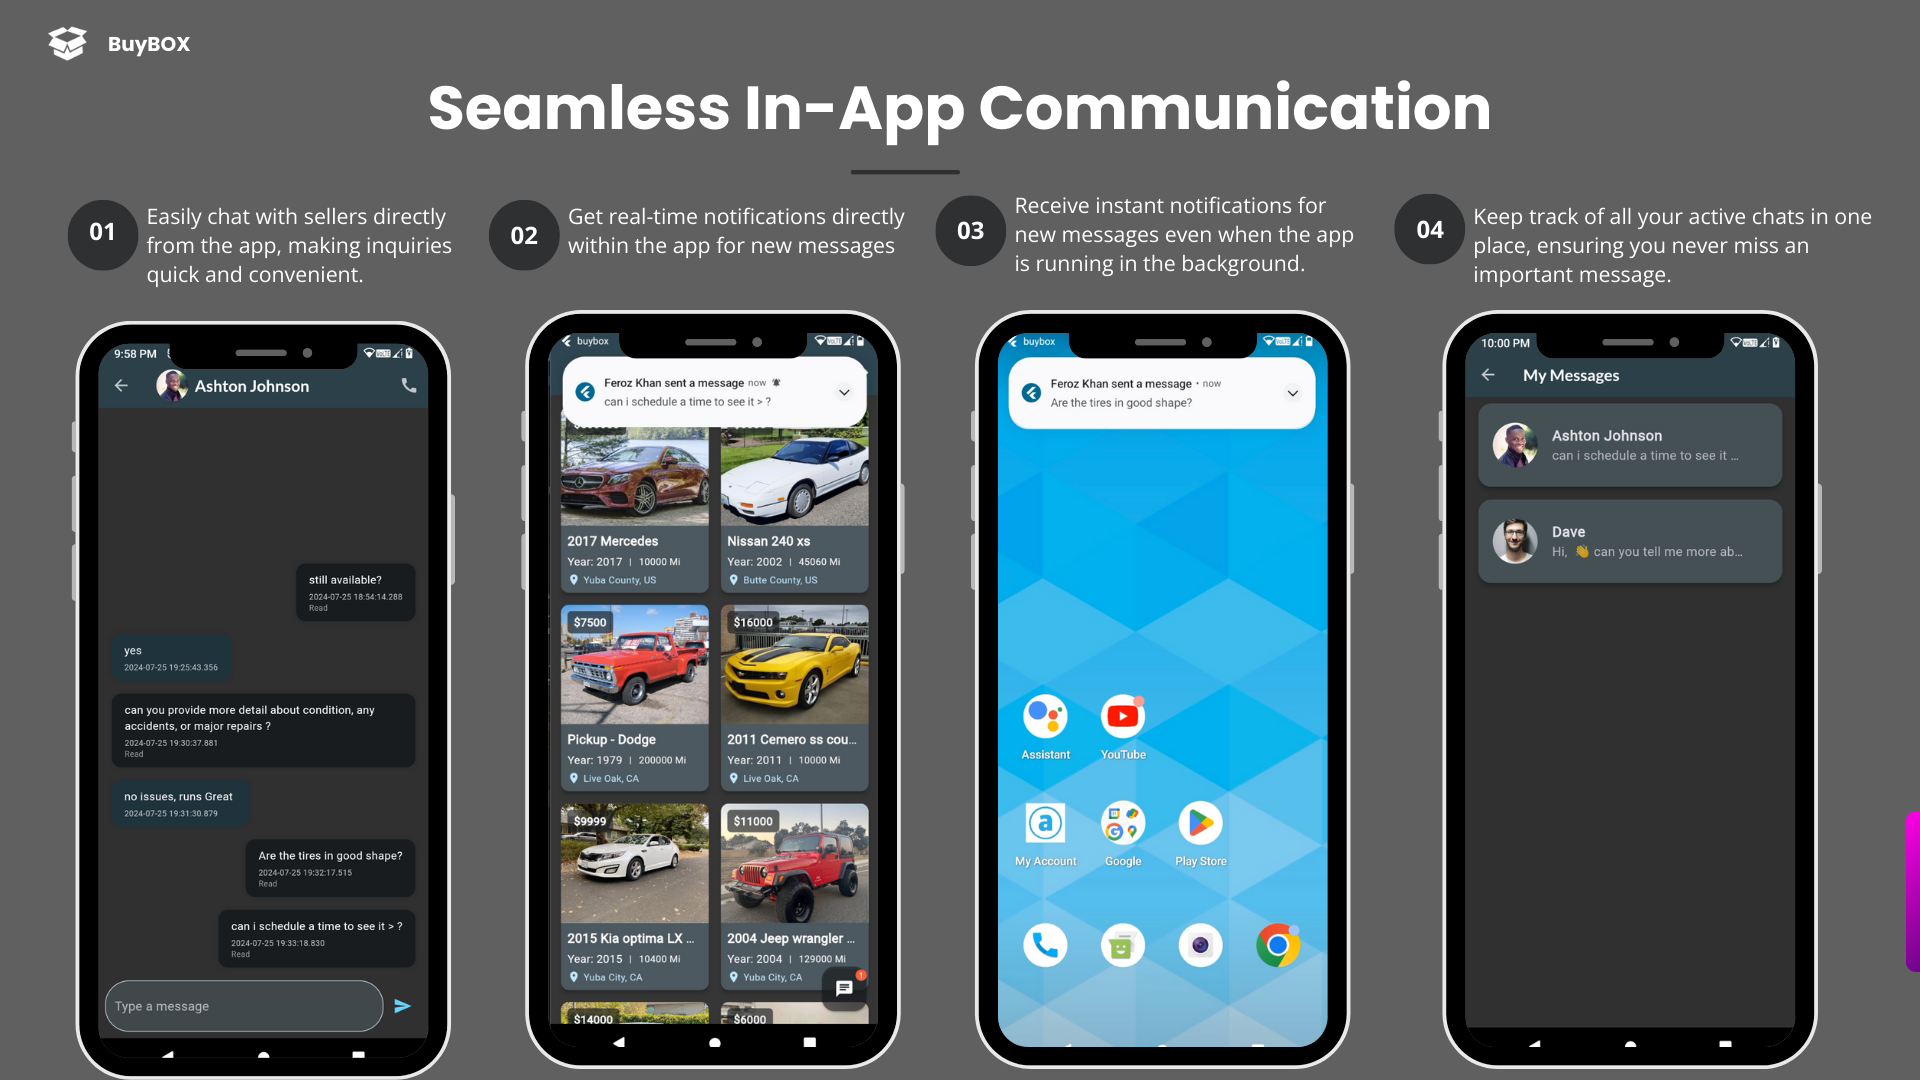 BuyBOX
Seamless In-App Communication
01
Easily chat with sellers directly
from the app, making inquiries
quick and convenient.
02
Get real-time notifications directly
within the app for new messages
03
Receive instant notifications for
new messages even when the app
is running in the background.
04
Keep track of all your active chats in one
place, ensuring you never miss an
important message.
9:58 PM
Ashton Johnson
still available?
2024-07-25 18:54:14.288
Read
yes
2024-07-25 19:25:43.356
can you provide more detail about condition, any
accidents, or major repairs ?
2024-07-25 19:30:37.881
Read
no issues, runs Great
2024-07-25 19:31:30.879
Are the tires in good shape?
2024-07-25 19:32:17.515
Read
can i schedule a time to see it > ?
2024-07-25 19:33:18.830
Read
Type a message
buybox
Feroz Khan sent a message now
can i schedule a time to see it > ?
2017 Mercedes
Year: 2017 | 10000 Mi
Yuba County, US
Nissan 240 xs
Year: 2002 | 45060 Mi
Butte County, US
$7500
Pickup - Dodge
Year: 1979 | 200000 Mi
Live Oak, CA
$16000
2011 Cemero ss cou...
Year: 2011 | 10000 Mi
Live Oak, CA
$9999
2015 Kia optima LX ...
Year: 2015 | 10400 Mi
Yuba City, CA
$11000
2004 Jeep wrangler ...
Year: 2004 | 129000 Mi
Yuba City, CA
1
$14000
$6000
buybox
Feroz Khan sent a message • now
Are the tires in good shape?
Assistant
YouTube
My Account
Google
Play Store
10:00 PM
My Messages
Ashton Johnson
can i schedule a time to see it ...
Dave
Hi, 👋 can you tell me more ab...